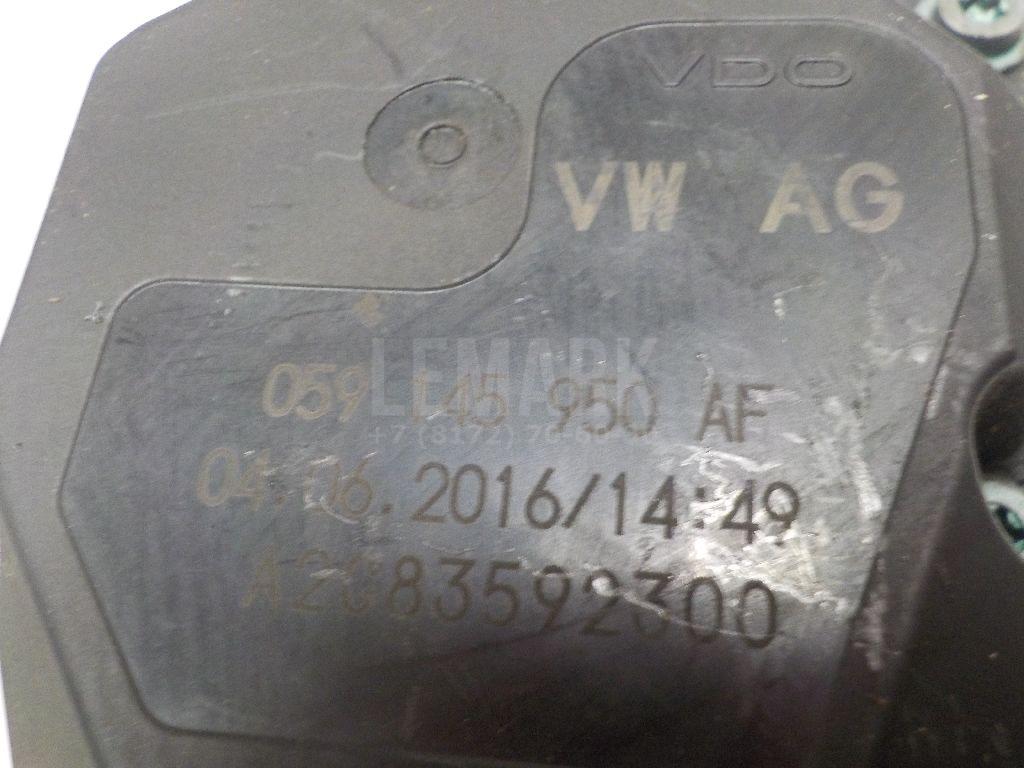 VDO
VW AG
059 145 950 AF
LEMARK
04.06.2016/14:49
A2C83592300